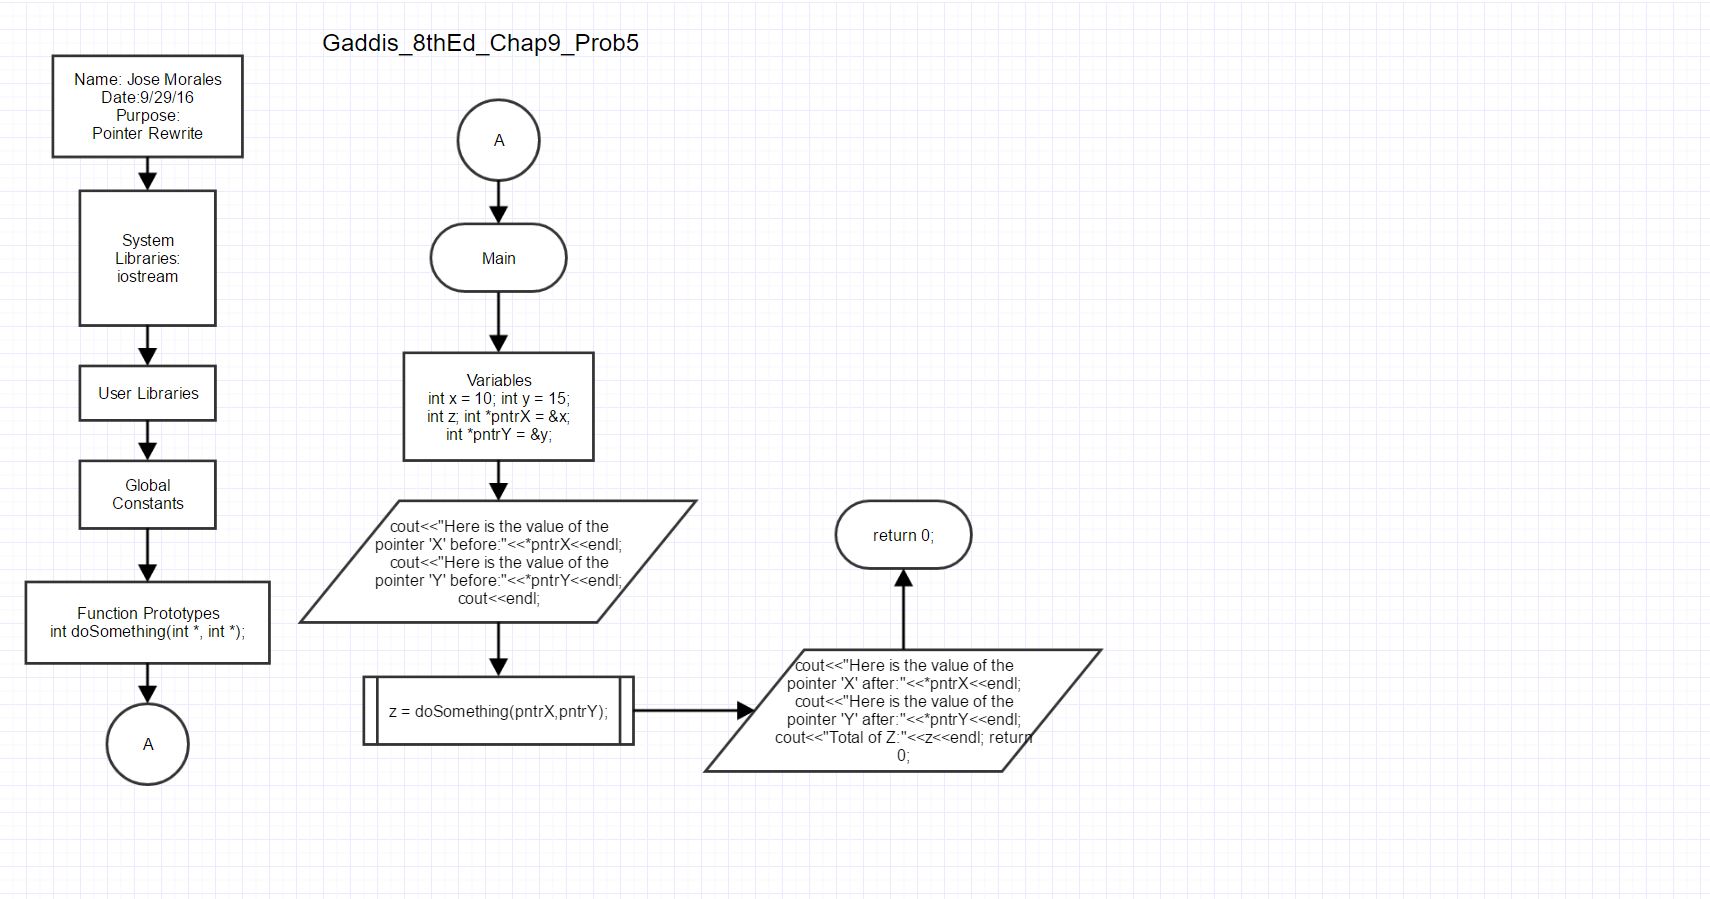 Gaddis_8thEd_Chap9_Prob5
Name: Jose Morales
Date:9/29/16
Purpose:
Pointer Rewrite
System
Libraries:
iostream
User Libraries
Global
Constants
Function Prototypes
int doSomething(int *, int *);
A
A
Main
Variables
int x = 10; int y = 15;
int z; int *pntrX = &x;
int *pntrY = &y;
cout<<"Here is the value of the
pointer 'X' before:"<<*pntrX<<endl;
cout<<"Here is the value of the
pointer 'Y' before:"<<*pntrY<<endl;
cout<<endl;
z = doSomething(pntrX,pntrY);
cout<<"Here is the value of the
pointer 'X' after:"<<*pntrX<<endl;
cout<<"Here is the value of the
pointer 'Y' after:"<<*pntrY<<endl;
cout<<"Total of Z:"<<z<<endl; return
0;
return 0;